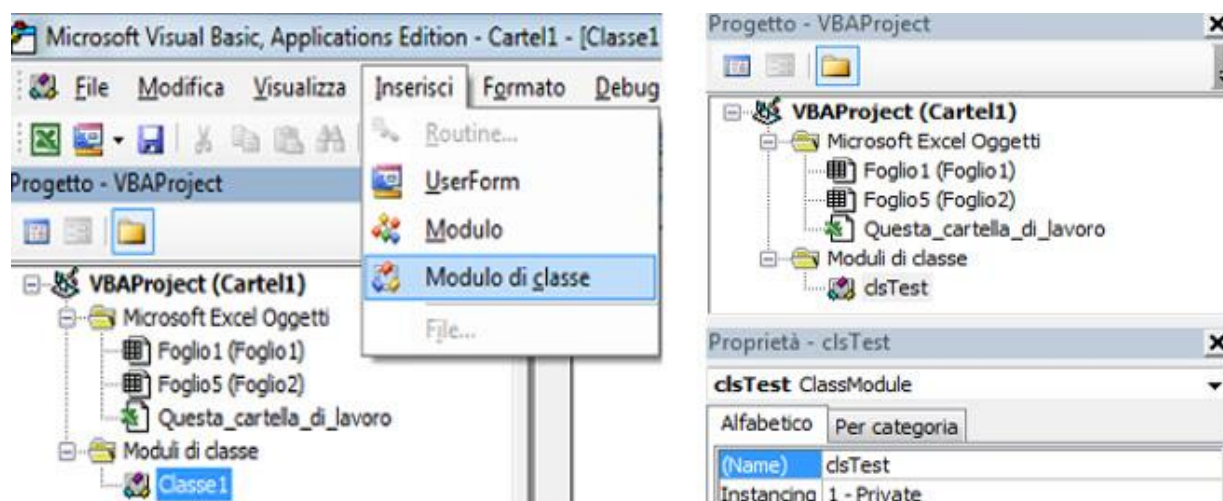 Microsoft Visual Basic, Applications Edition - Cartel1 - [Classe1
File Modifica Visualizza Inserisci Formato Debug
Routine...
UserForm
Modulo
Modulo di classe
File...
Progetto - VBAProject
VBAProject (Cartel1)
Microsoft Excel Oggetti
Foglio1 (Foglio1)
Foglio5 (Foglio2)
Questa_cartella_di_lavoro
Moduli di classe
Classe1
Progetto - VBAProject
VBAProject (Cartel1)
Microsoft Excel Oggetti
Foglio1 (Foglio1)
Foglio5 (Foglio2)
Questa_cartella_di_lavoro
Moduli di classe
clsTest
Proprietà - clsTest
clsTest ClassModule
Alfabetico Per categoria
(Name) clsTest
Instancing 1 - Private